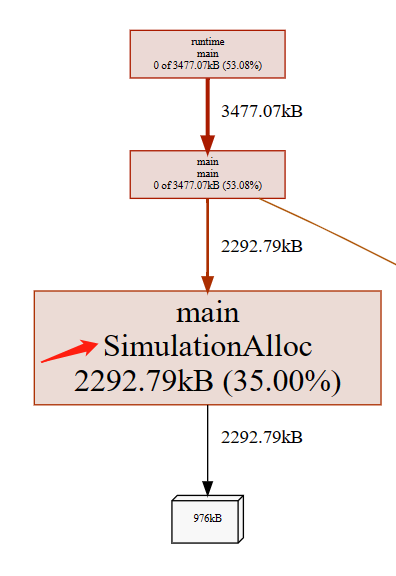 runtime
main
0 of 3477.07kB (53.08%)
3477.07kB
main
main
0 of 3477.07kB (53.08%)
2292.79kB
main
SimulationAlloc
2292.79kB (35.00%)
2292.79kB
976kB